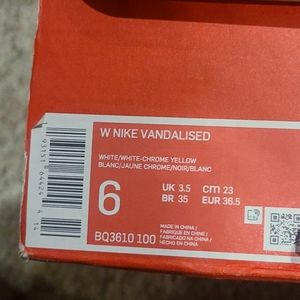 W NIKE VANDALISED
WHITE/WHITE-CHROME YELLOW
BLANC/JAUNE CHROME/NOIR/BLANC
6
UK 3.5
cm 23
BR 35
EUR 36.5
MADE IN CHINA /
FABRIQUE EN CHINE /
FABRICADO NA CHINA /
HECHO EN CHINA
BQ3610 100